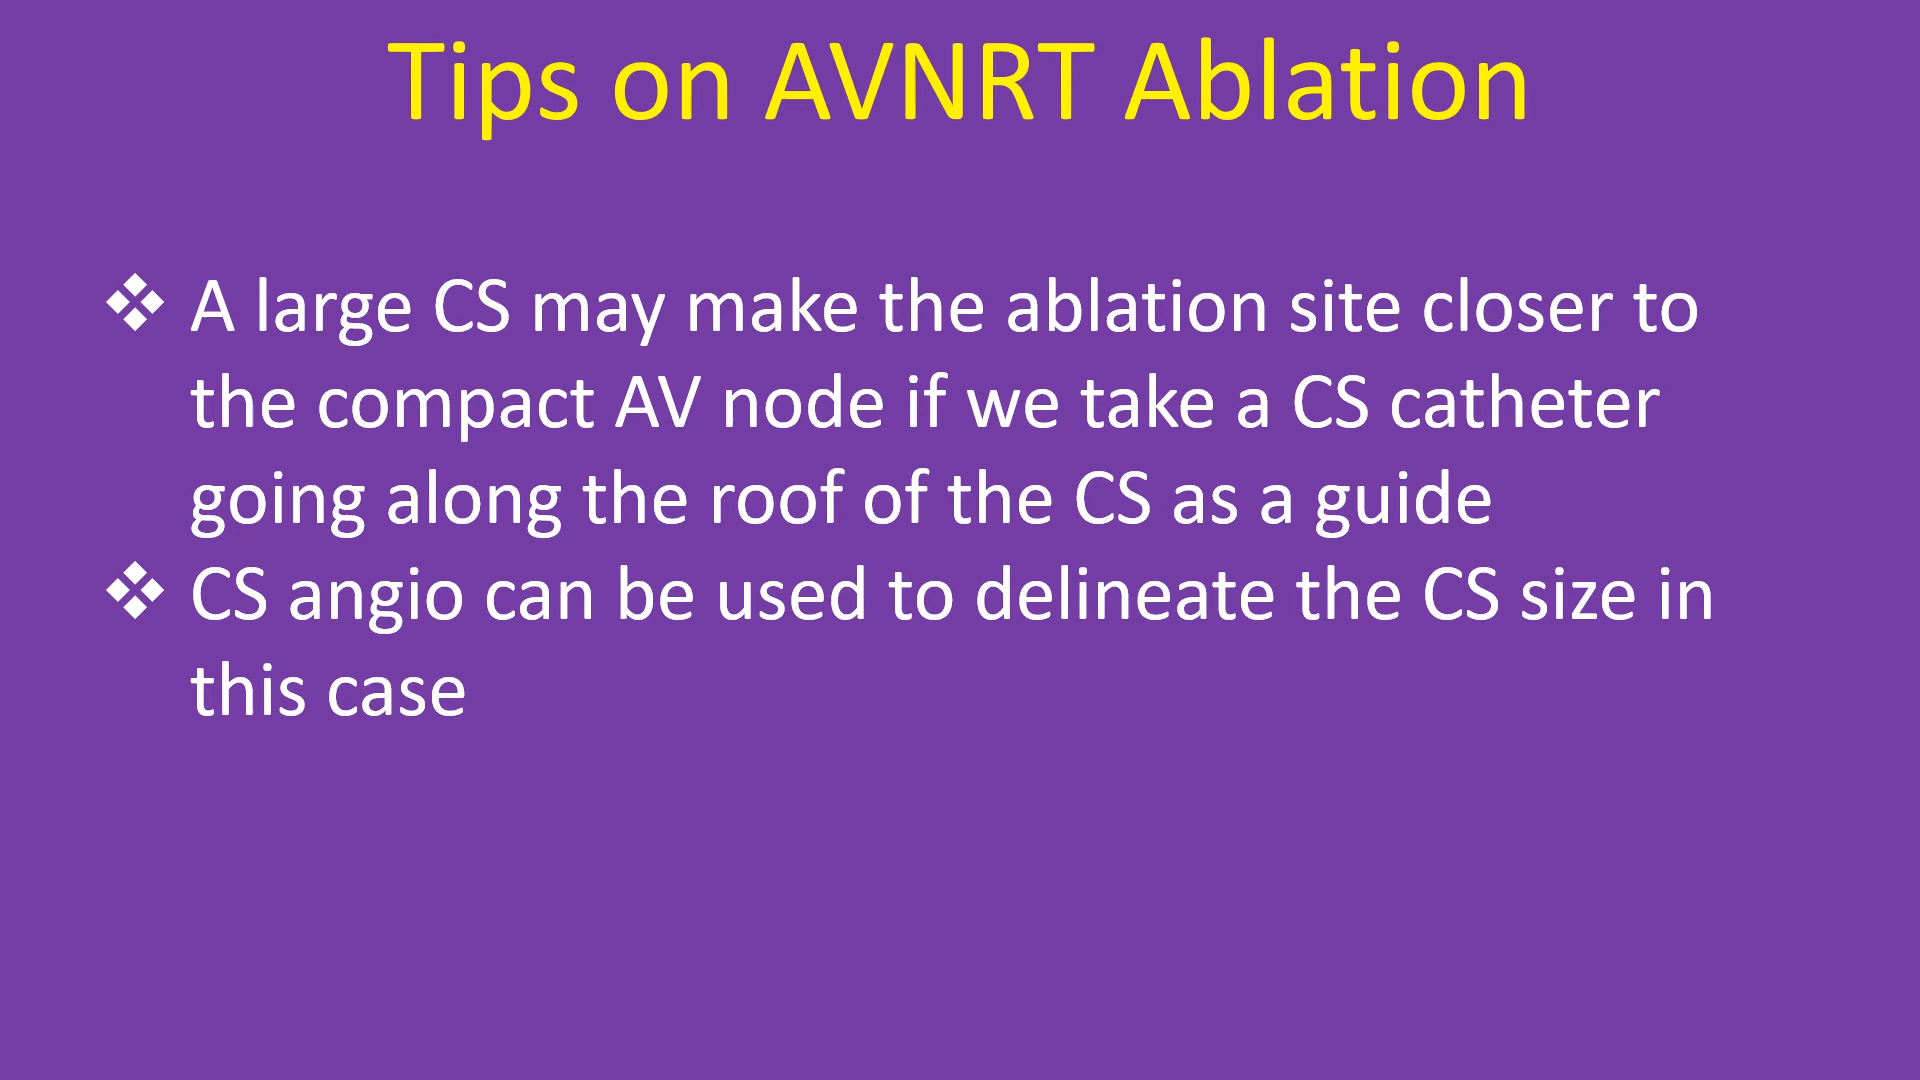 Tips on AVNRT Ablation
❖ A large CS may make the ablation site closer to
the compact AV node if we take a CS catheter
going along the roof of the CS as a guide
❖ CS angio can be used to delineate the CS size in
this case